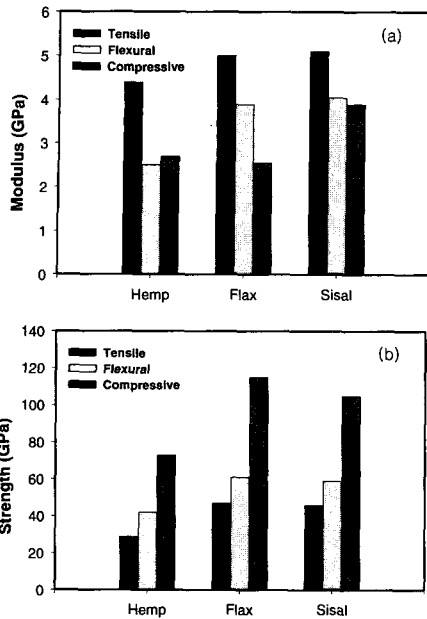 6
5
4
3
2
1
0
Modulus (GPa)
Tensile
Flexural
Compressive
(a)
Hemp Flax Sisal
140
120
100
80
60
40
20
0
Strength (GPa)
Tensile
Flexural
Compressive
(b)
Hemp Flax Sisal